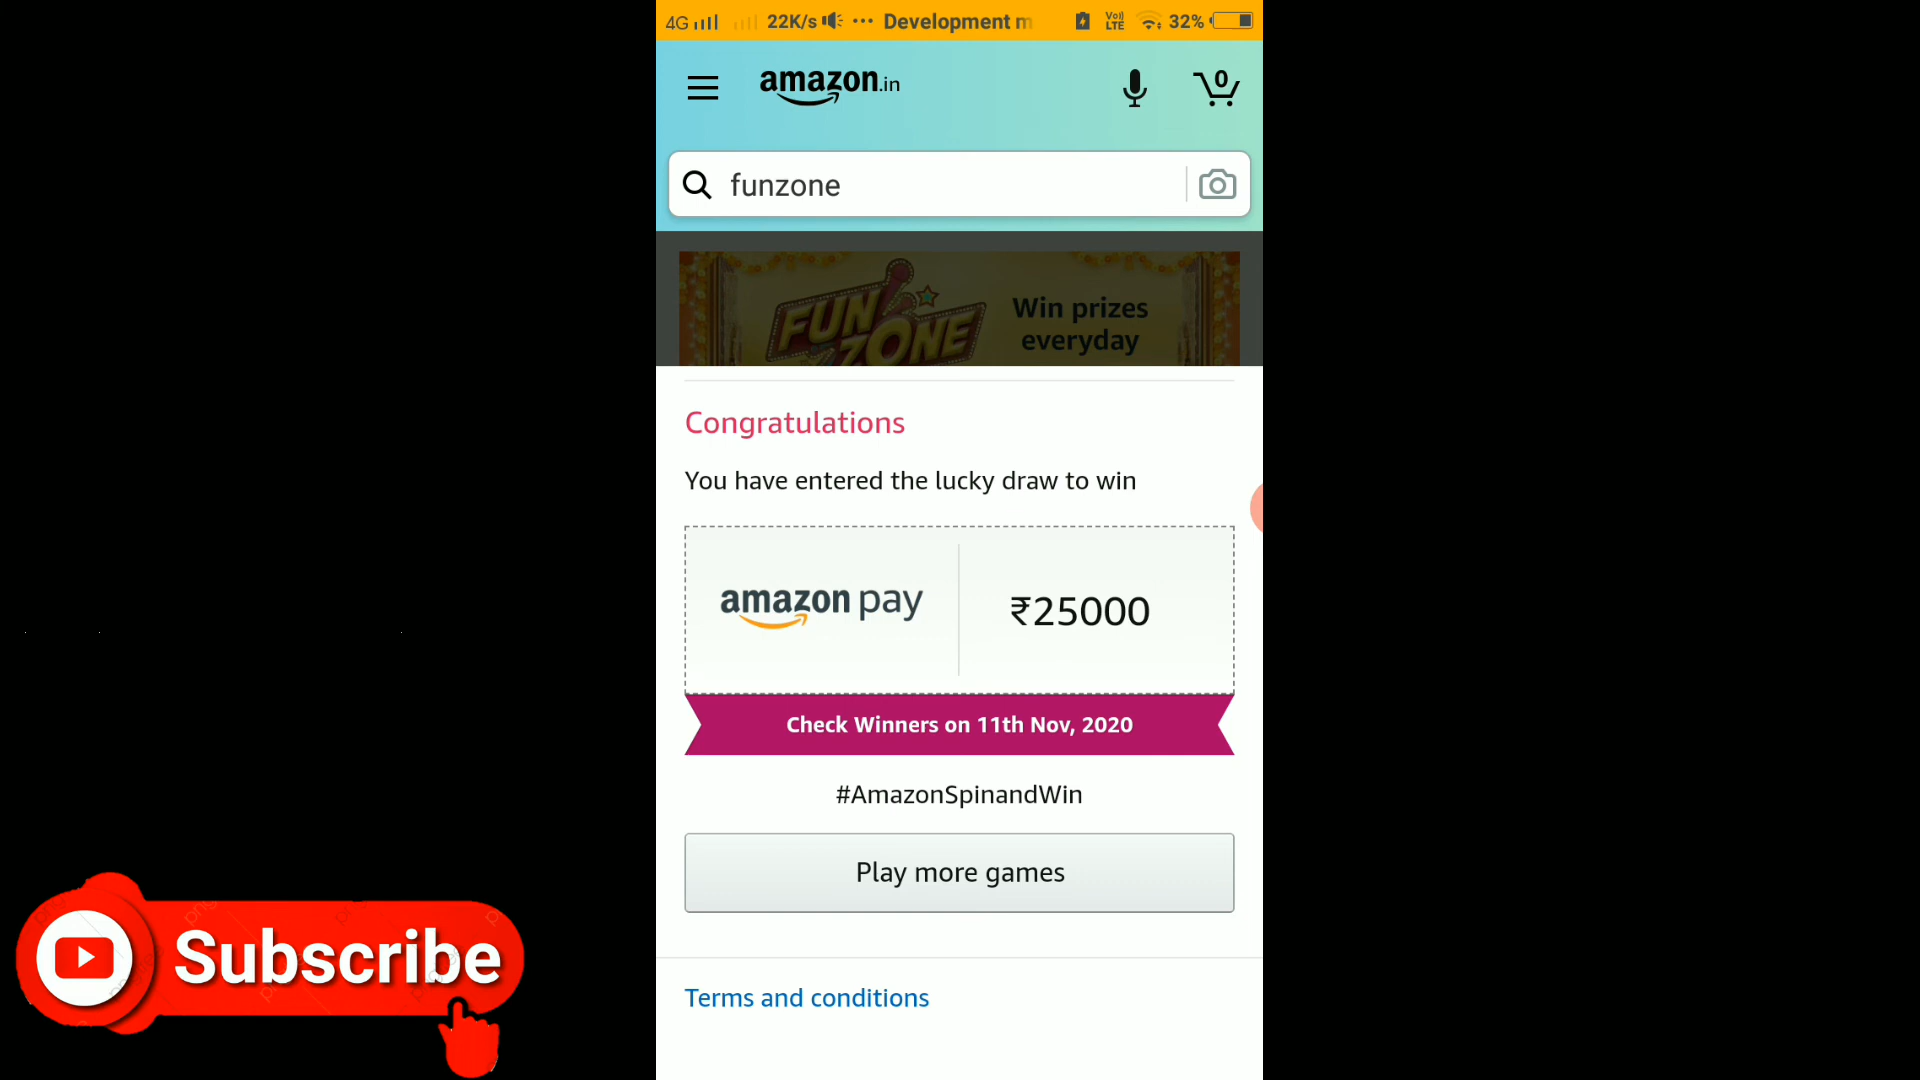 4G 22K/s ··· Development m Vo)) LTE 32%
amazon.in
0
funzone
FUN ZONE
Win prizes
everyday
Congratulations
You have entered the lucky draw to win
amazon pay
₹25000
Check Winners on 11th Nov, 2020
#AmazonSpinandWin
Play more games
Subscribe
Terms and conditions